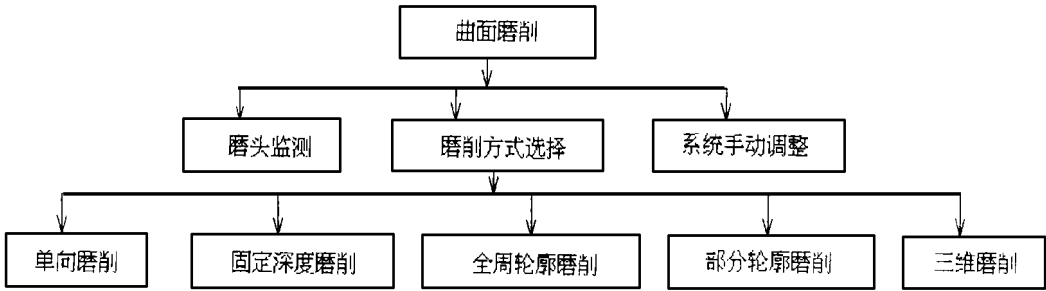 曲面磨削
磨头监测
磨削方式选择
系统手动调整
单向磨削
固定深度磨削
全周轮廓磨削
部分轮廓磨削
三维磨削